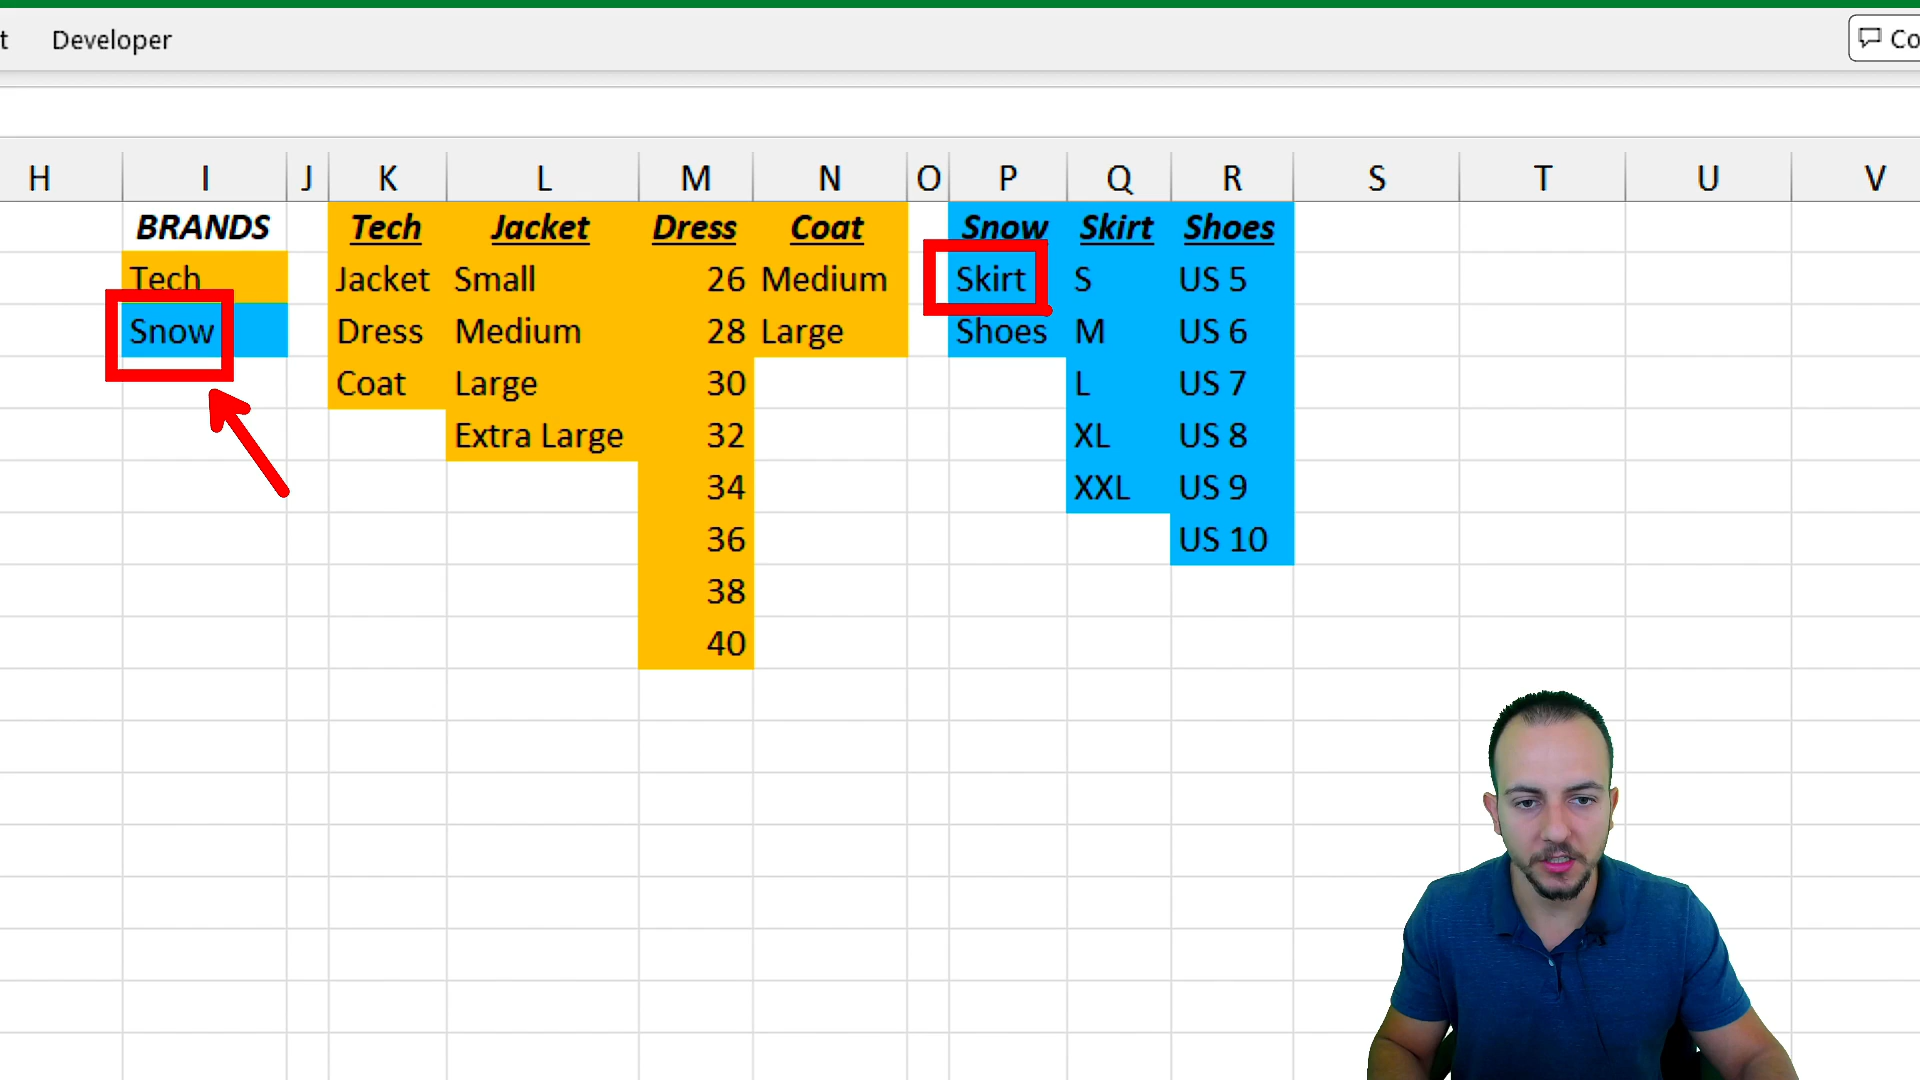 t Developer Co
H I J K L M N O P Q R S T U V
BRANDS Tech Jacket Dress Coat Snow Skirt Shoes
Tech Jacket Small 26 Medium Skirt S US 5
Snow Dress Medium 28 Large Shoes M US 6
Coat Large 30 L US 7
Extra Large 32 XL US 8
34 XXL US 9
36 US 10
38
40